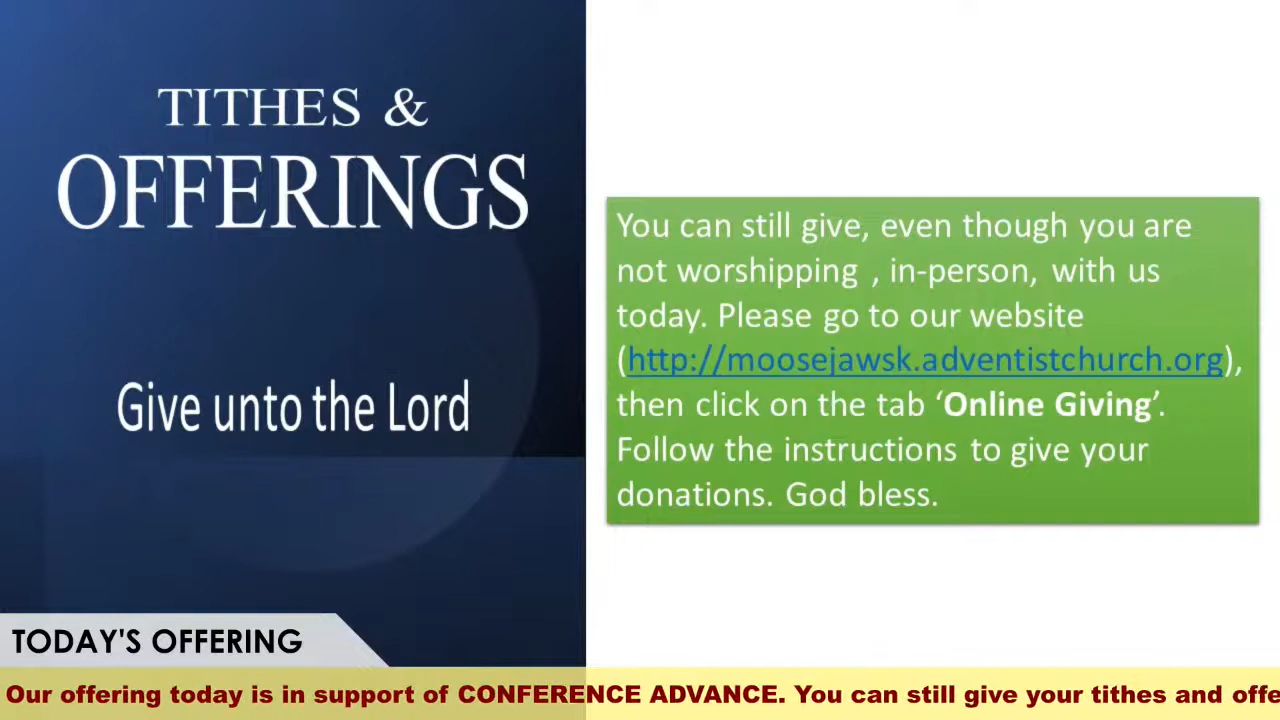 TITHES &
OFFERINGS
Give unto the Lord
You can still give, even though you are
not worshipping , in-person, with us
today. Please go to our website
(http://moosejawsk.adventistchurch.org),
then click on the tab ‘Online Giving’.
Follow the instructions to give your
donations. God bless.
TODAY'S OFFERING
Our offering today is in support of CONFERENCE ADVANCE. You can still give your tithes and offe